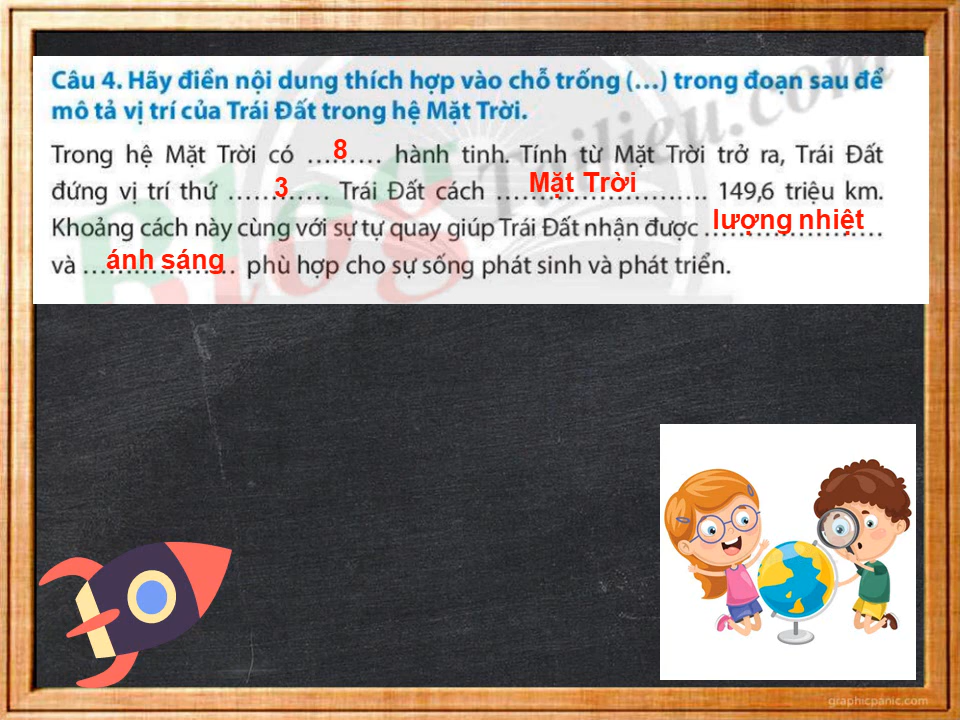 Câu 4. Hãy điền nội dung thích hợp vào chỗ trống (...) trong đoạn sau để
mô tả vị trí của Trái Đất trong hệ Mặt Trời.
Trong hệ Mặt Trời có ...8... hành tinh. Tính từ Mặt Trời trở ra, Trái Đất
đứng vị trí thứ ...3... Trái Đất cách ...Mặt Trời... 149,6 triệu km.
Khoảng cách này cùng với sự tự quay giúp Trái Đất nhận được ...lượng nhiệt...
và ...ánh sáng... phù hợp cho sự sống phát sinh và phát triển.
graphicpanic.com